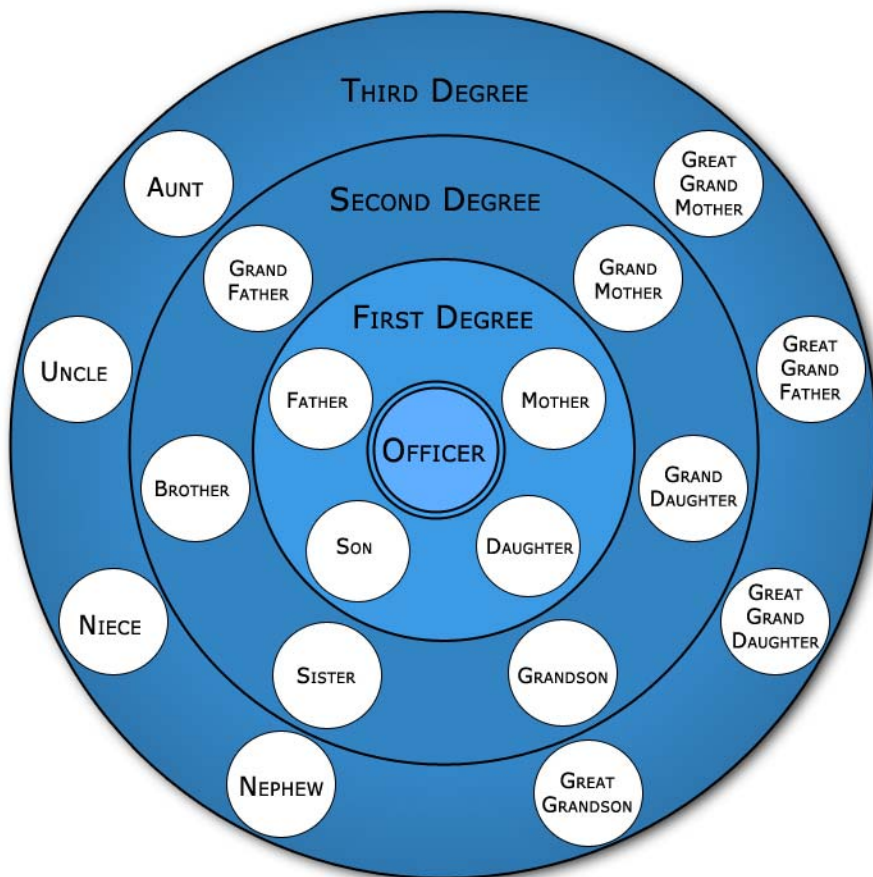 Third Degree
Aunt
Great
Grand
Mother
Second Degree
Grand
Father
Grand
Mother
First Degree
Uncle
Great
Grand
Father
Father
Mother
Officer
Brother
Grand
Daughter
Son
Daughter
Niece
Great
Grand
Daughter
Sister
Grandson
Nephew
Great
Grandson